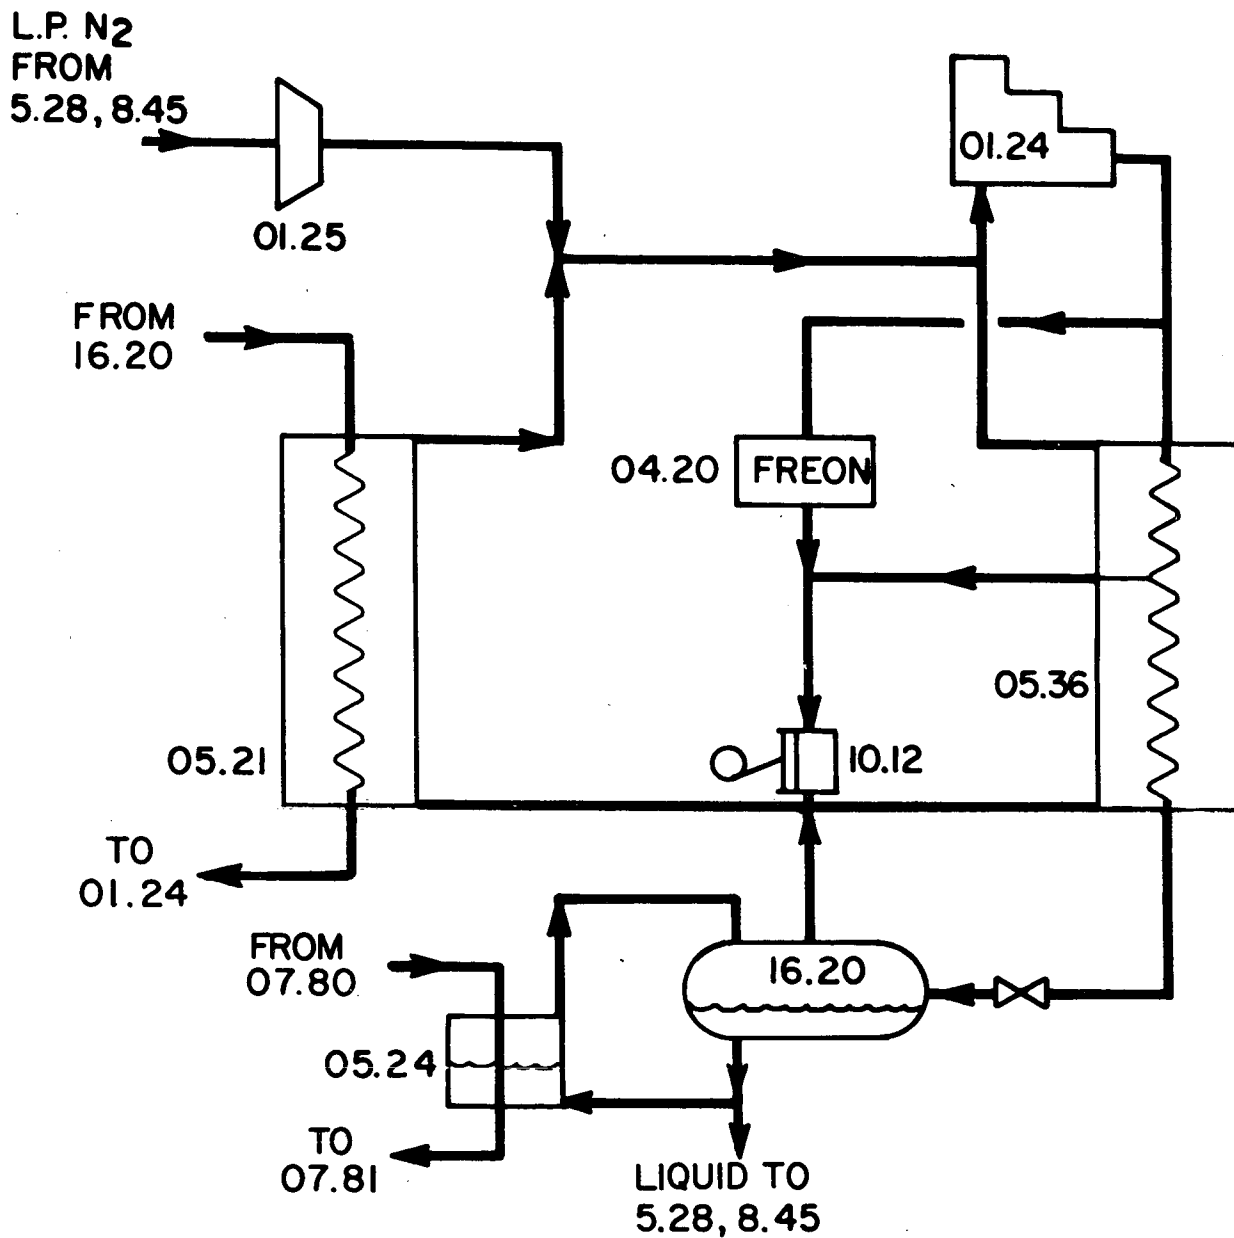 L.P. N2
FROM
5.28, 8.45
01.25
01.24
FROM
16.20
04.20
FREON
05.36
05.21
10.12
TO
01.24
FROM
07.80
16.20
05.24
TO
07.81
LIQUID TO
5.28, 8.45